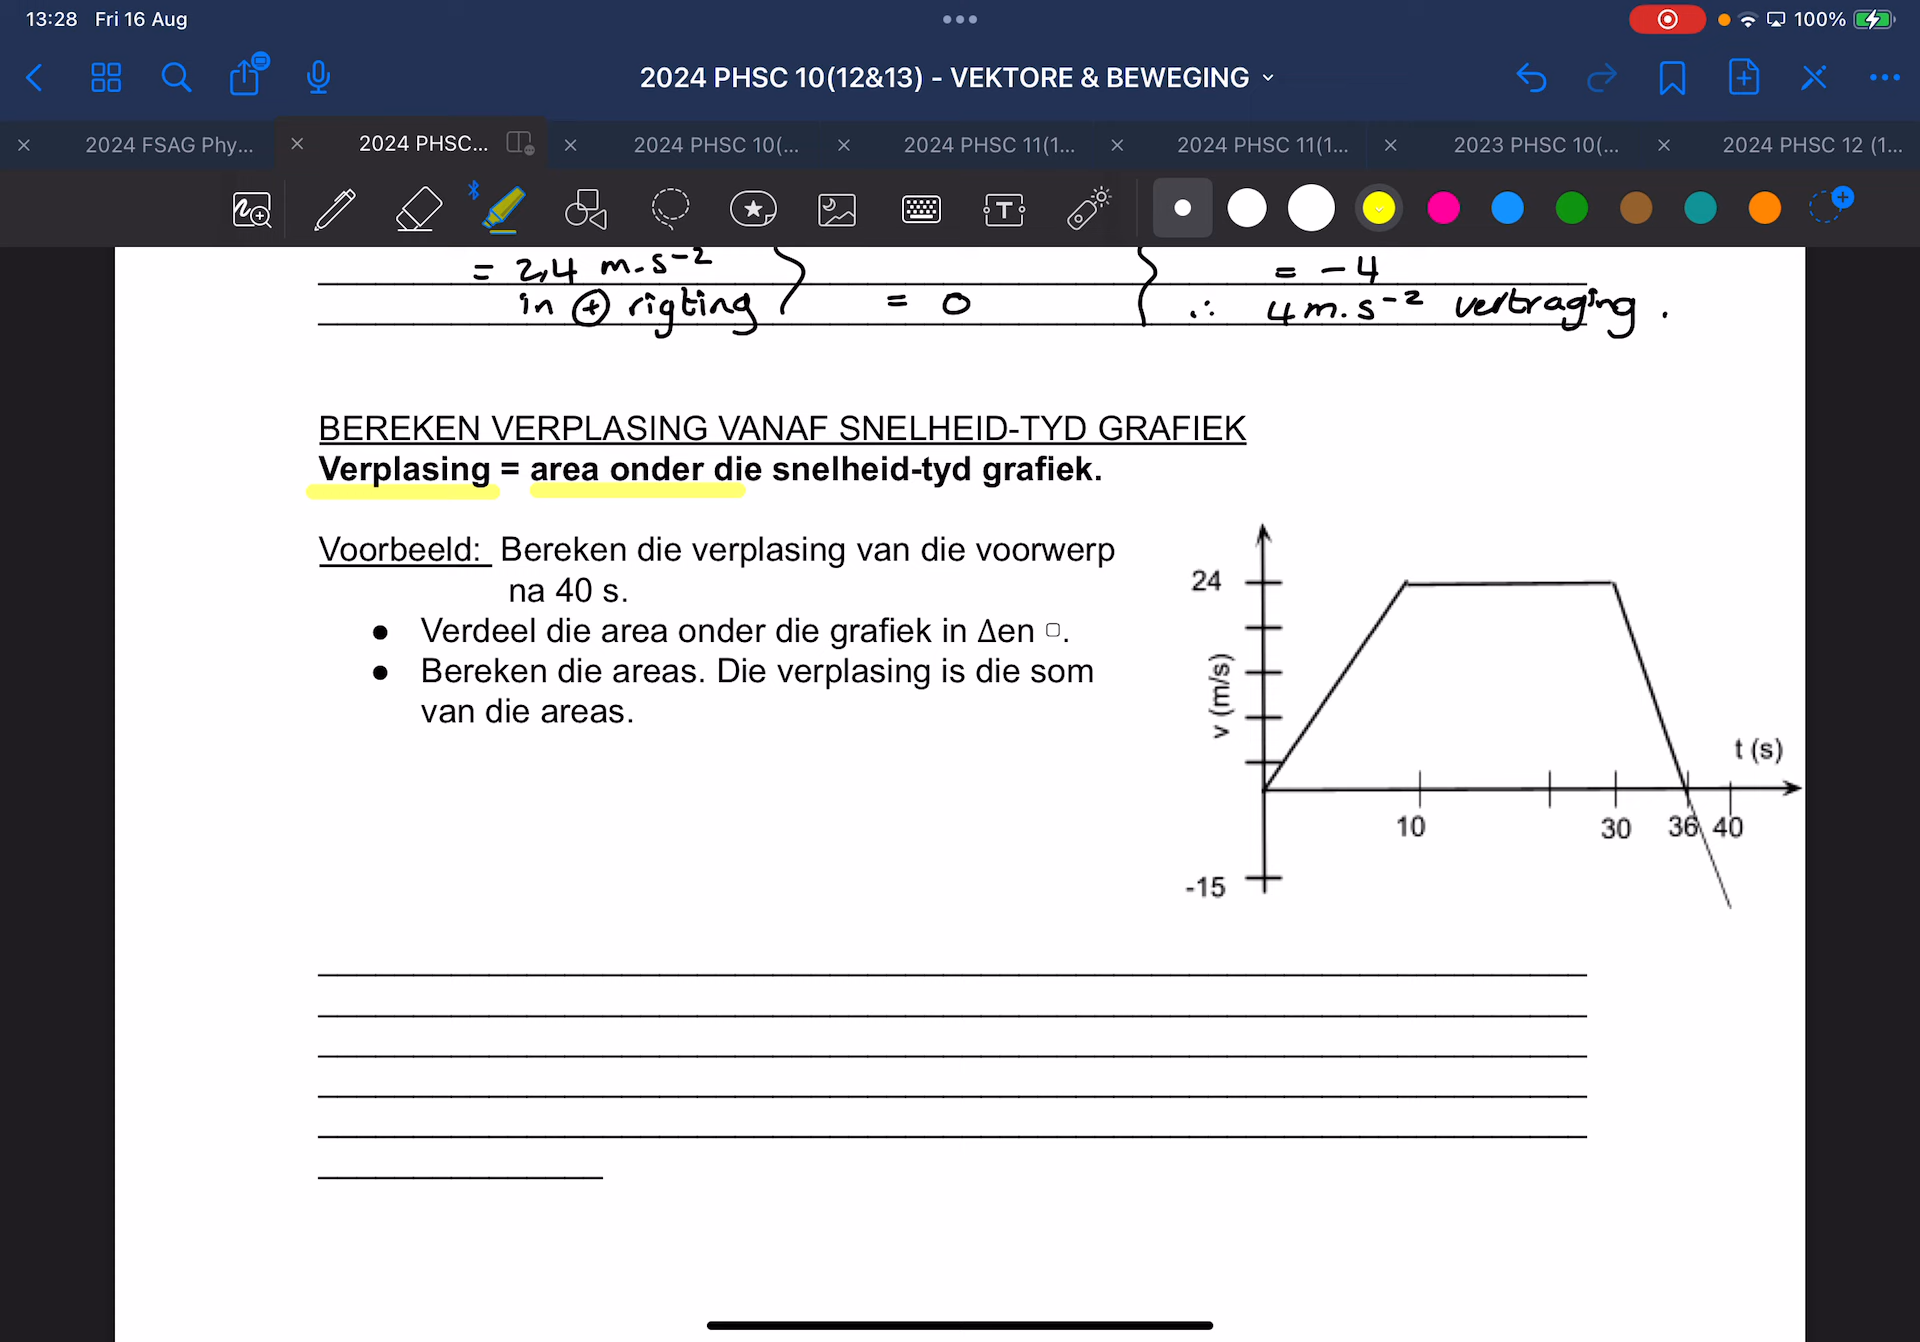 13:28 Fri 16 Aug
100%
2024 PHSC 10(12&13) - VEKTORE & BEWEGING
2024 FSAG Phy...
2024 PHSC...
2024 PHSC 10(...
2024 PHSC 11(1...
2024 PHSC 11(1...
2023 PHSC 10(...
2024 PHSC 12 (1...
= 2,4 m.s⁻²
in ⊕ rigting
= 0
= -4
∴ 4 m.s⁻² vertraging.
BEREKEN VERPLASING VANAF SNELHEID-TYD GRAFIEK
Verplasing = area onder die snelheid-tyd grafiek.
Voorbeeld: Bereken die verplasing van die voorwerp
na 40 s.
● Verdeel die area onder die grafiek in Δen ▢.
● Bereken die areas. Die verplasing is die som
van die areas.
24
v (m/s)
t (s)
10
30
36
40
-15